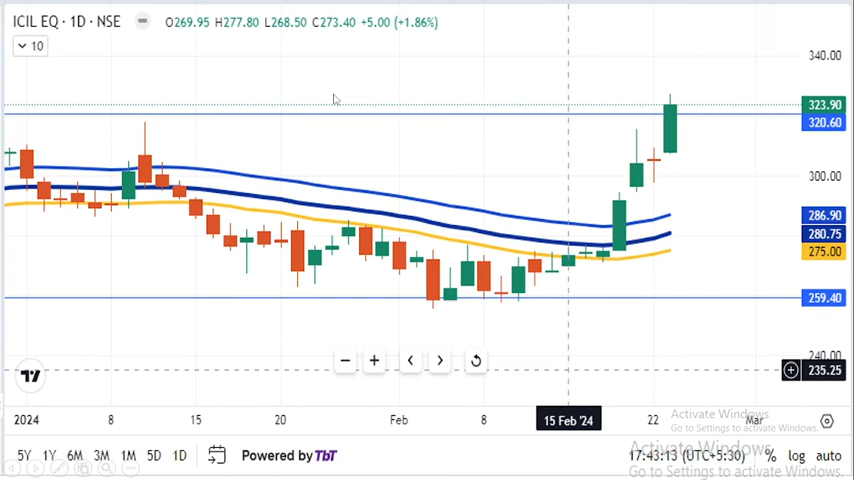 ICIL EQ · 1D · NSE O269.95 H277.80 L268.50 C273.40 +5.00 (+1.86%)
10
340.00
323.90
320.60
300.00
286.90
280.75
275.00
259.40
240.00
235.25
2024 8 15 20 Feb 8 15 Feb '24 22 Mar
Activate Windows
Go to Settings to activate Windows.
5Y 1Y 6M 3M 1M 5D 1D Powered by TbT 17:43:13 (UTC+5:30) % log auto
Activate Windows
Go to Settings to activate Windows.